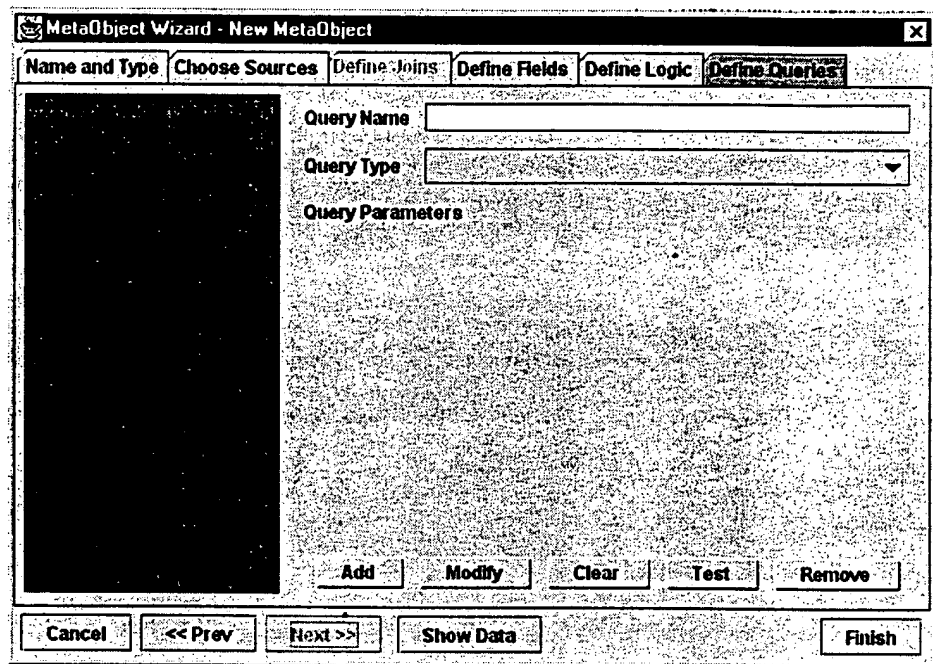 MetaObject Wizard - New MetaObject
Name and Type Choose Sources Define Joins Define Fields Define Logic Define Queries
Query Name
Query Type
Query Parameters
Add Modify Clear Test Remove
Cancel << Prev Next >> Show Data Finish